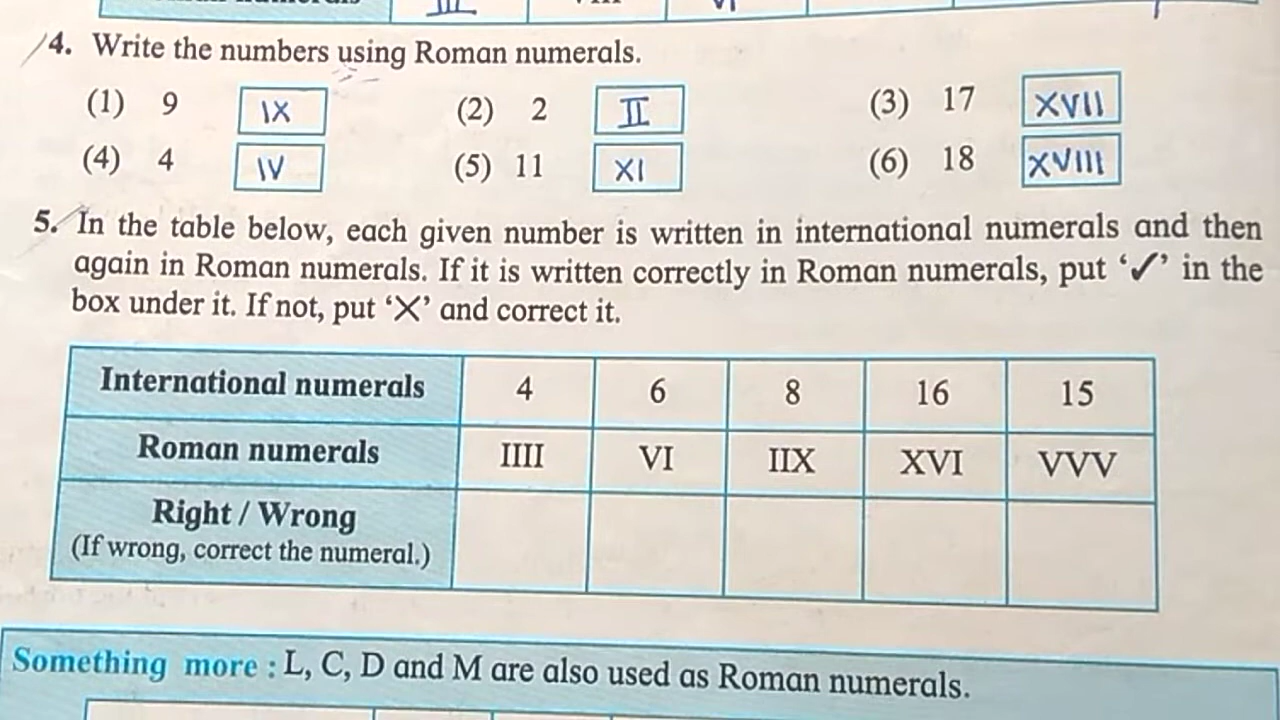 III VI
4. Write the numbers using Roman numerals.
(1) 9 IX (2) 2 II (3) 17 XVII
(4) 4 IV (5) 11 XI (6) 18 XVIII
5. In the table below, each given number is written in international numerals and then
again in Roman numerals. If it is written correctly in Roman numerals, put ‘✓’ in the
box under it. If not, put ‘✕’ and correct it.
International numerals 4 6 8 16 15
Roman numerals IIII VI IIX XVI VVV
Right / Wrong
(If wrong, correct the numeral.)
Something more : L, C, D and M are also used as Roman numerals.